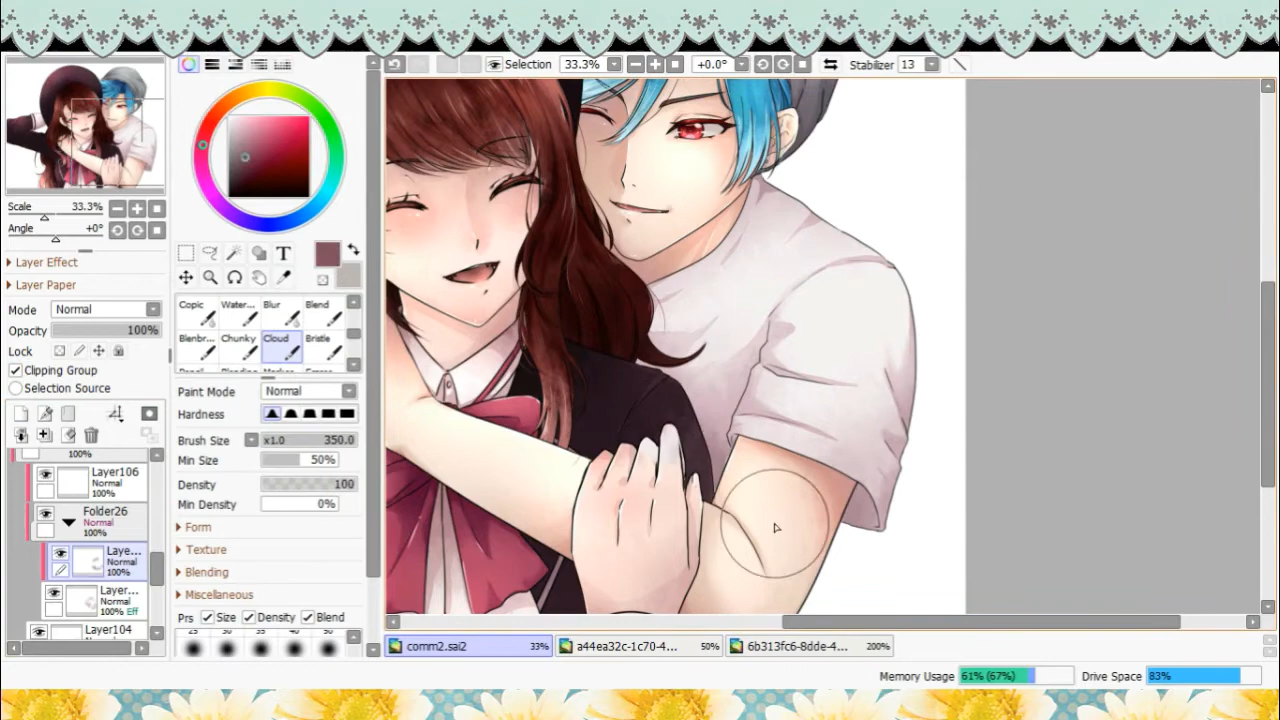 Selection 33.3% +0.0° Stabilizer 13
Scale 33.3%
Angle +0°
Layer Effect
Layer Paper
Mode Normal
Opacity 100%
Lock
Clipping Group
Selection Source
100%
Layer106
Normal
100%
Folder26
Normal
100%
Laye...
Normal
100%
Layer...
Normal
100% Eff
Layer104
T
Copic Water... Blur Blend
Blenbr... Chunky Cloud Bristle
Paint Mode Normal
Hardness
Brush Size x1.0 350.0
Min Size 50%
Density 100
Min Density 0%
Form
Texture
Blending
Miscellaneous
Prs Size Density Blend
comm2.sai2 33% a44ea32c-1c70-4... 50% 6b313fc6-8dde-4... 200%
Memory Usage 61% (67%) Drive Space 83%